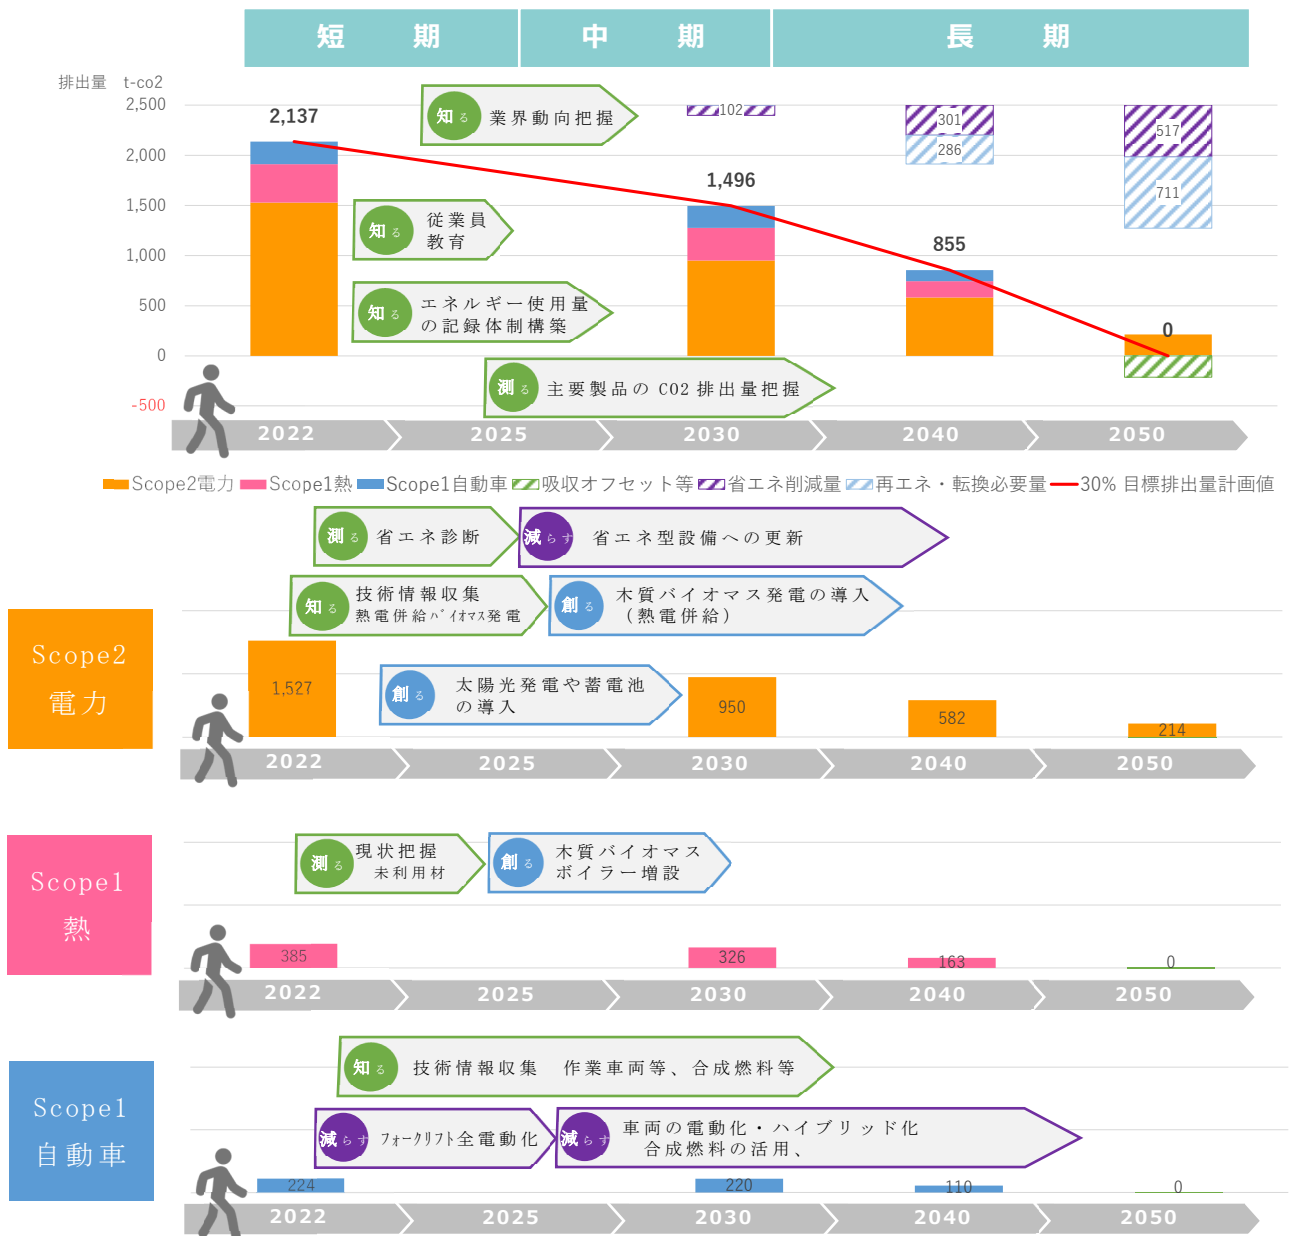 短期
中期
長期
排出量 t-co2
2,500
2,000
1,500
1,000
500
0
-500
2,137
1,496
855
0
102
301
286
517
711
知る 業界動向把握
知る 従業員
教育
知る エネルギー使用量
の記録体制構築
測る 主要製品のCO2排出量把握
2022
2025
2030
2040
2050
Scope2電力
Scope1熱
Scope1自動車
吸収オフセット等
省エネ削減量
再エネ・転換必要量
30% 目標排出量計画値
測る 省エネ診断
減らす 省エネ型設備への更新
知る 技術情報収集
熱電併給ﾊﾞｲｵﾏｽ発電
創る 木質バイオマス発電の導入
（熱電併給）
Scope2
電力
創る 太陽光発電や蓄電池
の導入
1,527
950
582
214
2022
2025
2030
2040
2050
Scope1
熱
測る 現状把握
未利用材
創る 木質バイオマス
ボイラー増設
385
326
163
0
2022
2025
2030
2040
2050
Scope1
自動車
知る 技術情報収集 作業車両等、合成燃料等
減らす ﾌｫｰｸﾘﾌﾄ全電動化
減らす 車両の電動化・ハイブリッド化
合成燃料の活用、
224
220
110
0
2022
2025
2030
2040
2050